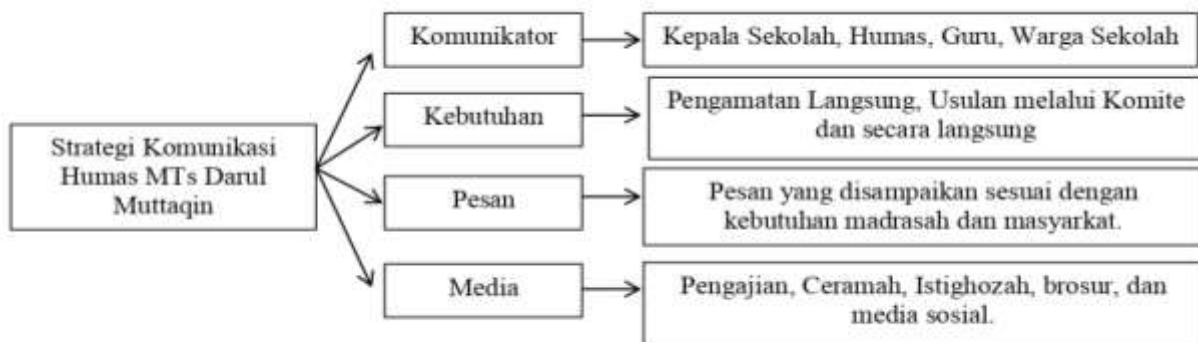 Strategi Komunikasi
Humas MTs Darul
Muttaqin
Komunikator
Kepala Sekolah, Humas, Guru, Warga Sekolah
Kebutuhan
Pengamatan Langsung, Usulan melalui Komite
dan secara langsung
Pesan
Pesan yang disampaikan sesuai dengan
kebutuhan madrasah dan masyarkat.
Media
Pengajian, Ceramah, Istighozah, brosur, dan
media sosial.